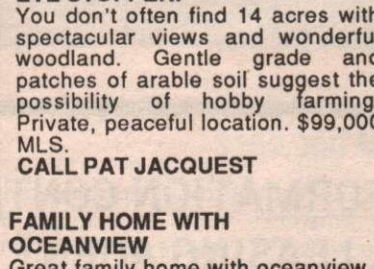 You don't often find 14 acres with
spectacular views and wonderfu
woodland. Gentle grade and
patches of arable soil suggest the
possibility of hobby farming
Private, peaceful location. $99,000
MLS.
CALL PAT JACQUEST
FAMILY HOME WITH
OCEANVIEW
Great family home with oceanview